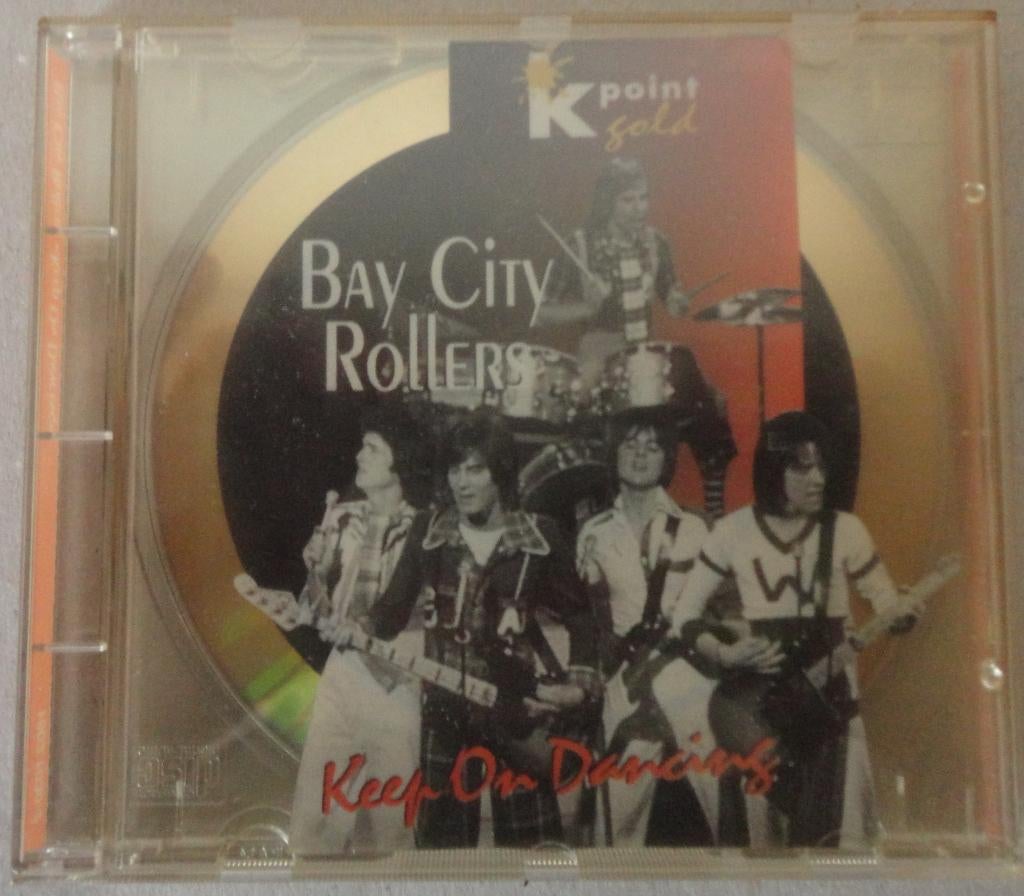 K point
gold
Bay City
Rollers
Keep On Dancing